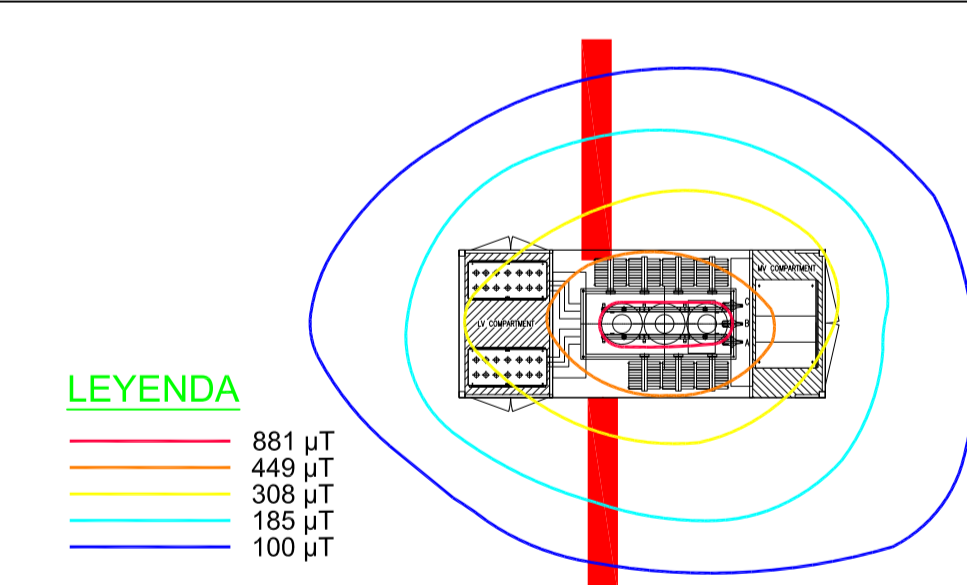 MV COMPARTMENT
C
LV COMPARTMENT
B
A
LEYENDA
881 µT
449 µT
308 µT
185 µT
100 µT